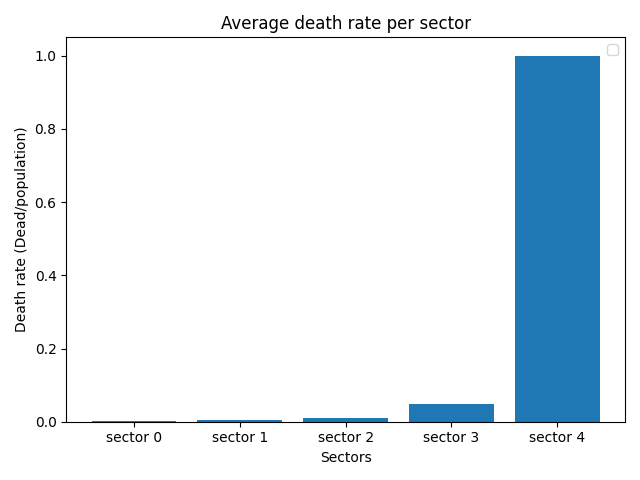 Average death rate per sector
Death rate (Dead/population)
1.0
0.8
0.6
0.4
0.2
0.0
sector 0 sector 1 sector 2 sector 3 sector 4
Sectors